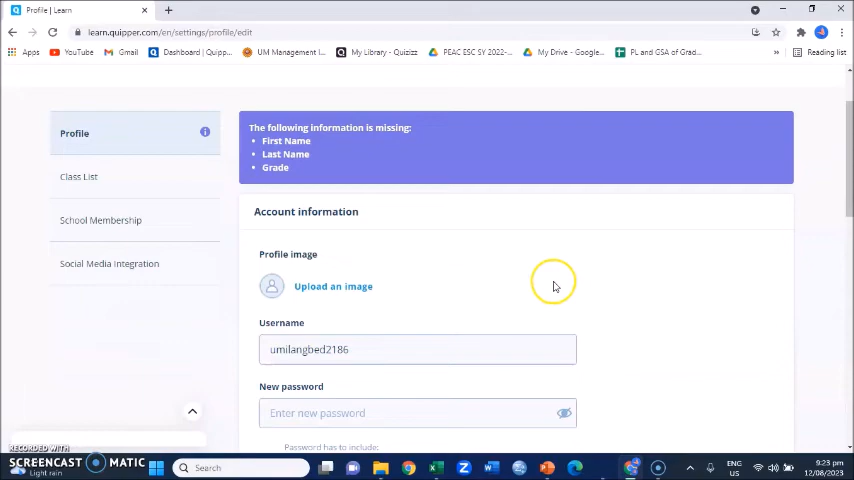 Profile | Learn
learn.quipper.com/en/settings/profile/edit
Apps YouTube Gmail Dashboard | Quipp... UM Management I... My Library - Quizizz PEAC ESC SY 2022-... My Drive - Google... PL and GSA of Grad... » Reading list
Profile
Class List
School Membership
Social Media Integration
The following information is missing:
• First Name
• Last Name
• Grade
Account information
Profile image
Upload an image
Username
umilangbed2186
New password
Enter new password
Password has to include:
RECORDED WITH
SCREENCAST MATIC
Light rain
Search
ENG
US
9:23 pm
12/08/2023